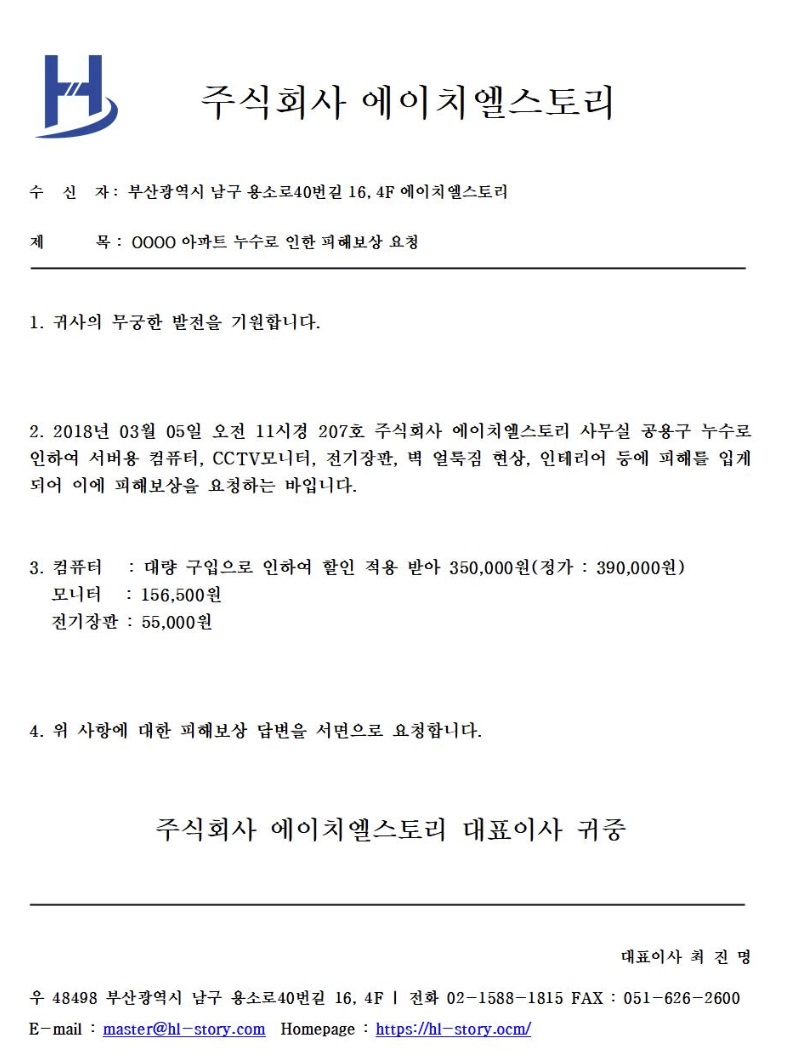 주식회사 에이치엘스토리
수 신 자 : 부산광역시 남구 용소로40번길 16, 4F 에이치엘스토리
제 목 : OOOO 아파트 누수로 인한 피해보상 요청
1. 귀사의 무궁한 발전을 기원합니다.
2. 2018년 03월 05일 오전 11시경 207호 주식회사 에이치엘스토리 사무실 공용구 누수로
인하여 서버용 컴퓨터, CCTV모니터, 전기장판, 벽 얼룩짐 현상, 인테리어 등에 피해를 입게
되어 이에 피해보상을 요청하는 바입니다.
3. 컴퓨터 : 대량 구입으로 인하여 할인 적용 받아 350,000원(정가 : 390,000원)
모니터 : 156,500원
전기장판 : 55,000원
4. 위 사항에 대한 피해보상 답변을 서면으로 요청합니다.
주식회사 에이치엘스토리 대표이사 귀중
대표이사 최 진 명
우 48498 부산광역시 남구 용소로40번길 16, 4F | 전화 02-1588-1815 FAX : 051-626-2600
E-mail : master@hl-story.com Homepage : https://hl-story.ocm/